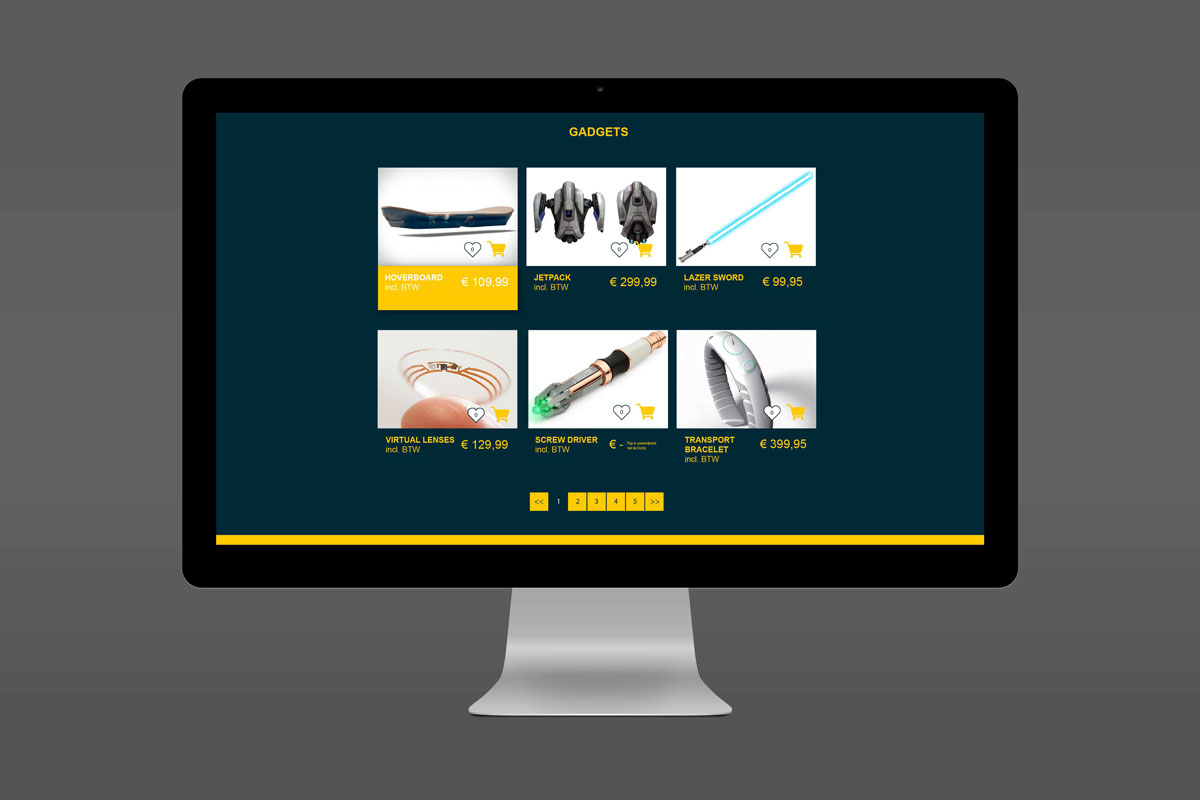 GADGETS
0
0
0
HOVERBOARD
incl. BTW
€ 109,99
JETPACK
incl. BTW
€ 299,99
LAZER SWORD
incl. BTW
€ 99,95
0
0
0
VIRTUAL LENSES
incl. BTW
€ 129,99
SCREW DRIVER
incl. BTW
€ -
TRANSPORT
BRACELET
incl. BTW
€ 399,95
<< 1 2 3 4 5 >>